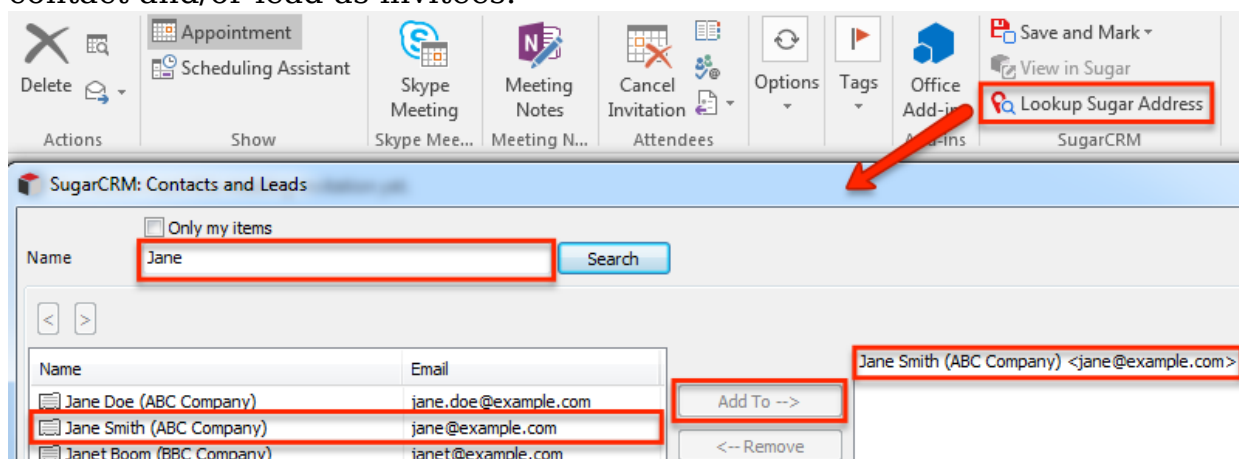 contact and/or lead as invitees.
Appointment
Save and Mark
Scheduling Assistant
View in Sugar
Delete
Skype Meeting
Meeting Notes
Cancel Invitation
Options
Tags
Office Add-ins
Lookup Sugar Address
Actions
Show
Skype Mee...
Meeting N...
Attendees
Add-ins
SugarCRM
SugarCRM: Contacts and Leads
Only my items
Name
Jane
Search
< >
Name Email
Jane Smith (ABC Company) <jane@example.com>
Jane Doe (ABC Company) jane.doe@example.com
Add To -->
Jane Smith (ABC Company) jane@example.com
Janet Boom (BBC Company) janet@example.com
<-- Remove